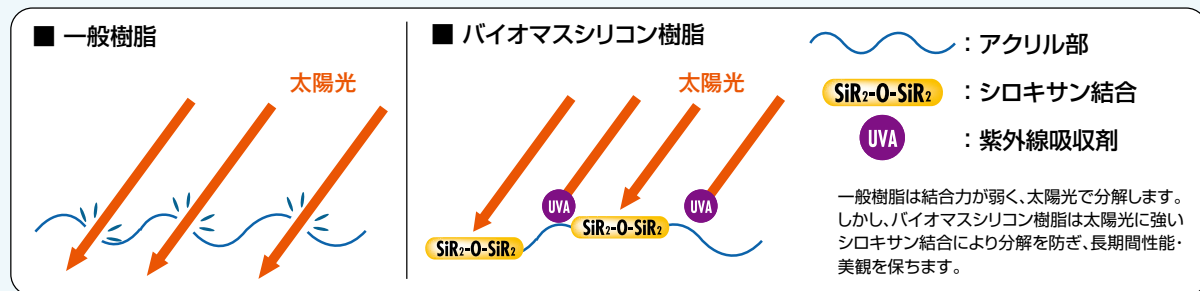 ■ 一般樹脂
太陽光
■ バイオマスシリコン樹脂
太陽光
UVA
UVA
SiR₂-O-SiR₂
SiR₂-O-SiR₂
：アクリル部
SiR₂-O-SiR₂ ：シロキサン結合
UVA ：紫外線吸収剤
一般樹脂は結合力が弱く、太陽光で分解します。
しかし、バイオマスシリコン樹脂は太陽光に強い
シロキサン結合により分解を防ぎ、長期間性能・
美観を保ちます。